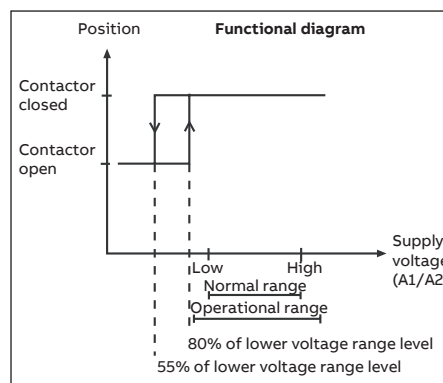 Position
Functional diagram
Contactor
closed
Contactor
open
Supply
voltage
(A1/A2
Low
High
Normal range
Operational range
80% of lower voltage range level
55% of lower voltage range level